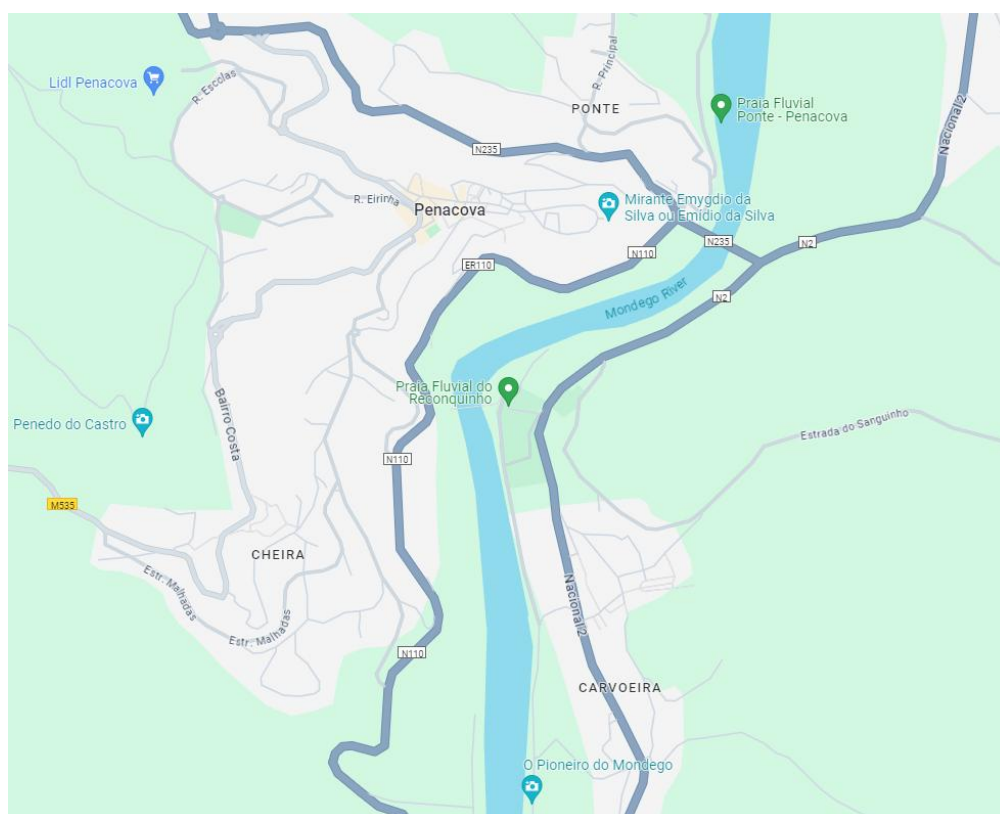 Lidl Penacova
R. Escolas
R. Principal
PONTE
Praia Fluvial
Ponte - Penacova
Nacional 2
N235
R. Eirinha
Penacova
Mirante Emygdio da
Silva ou Emídio da Silva
N235
N2
N110
ER110
Mondego River
N2
Praia Fluvial do
Reconquinho
Bairro Costa
Penedo do Castro
Estrada do Sanguinho
N110
M535
CHEIRA
Estr. Malhadas
Nacional 2
Estr. Malhadas
N110
CARVOEIRA
O Pioneiro do Mondego